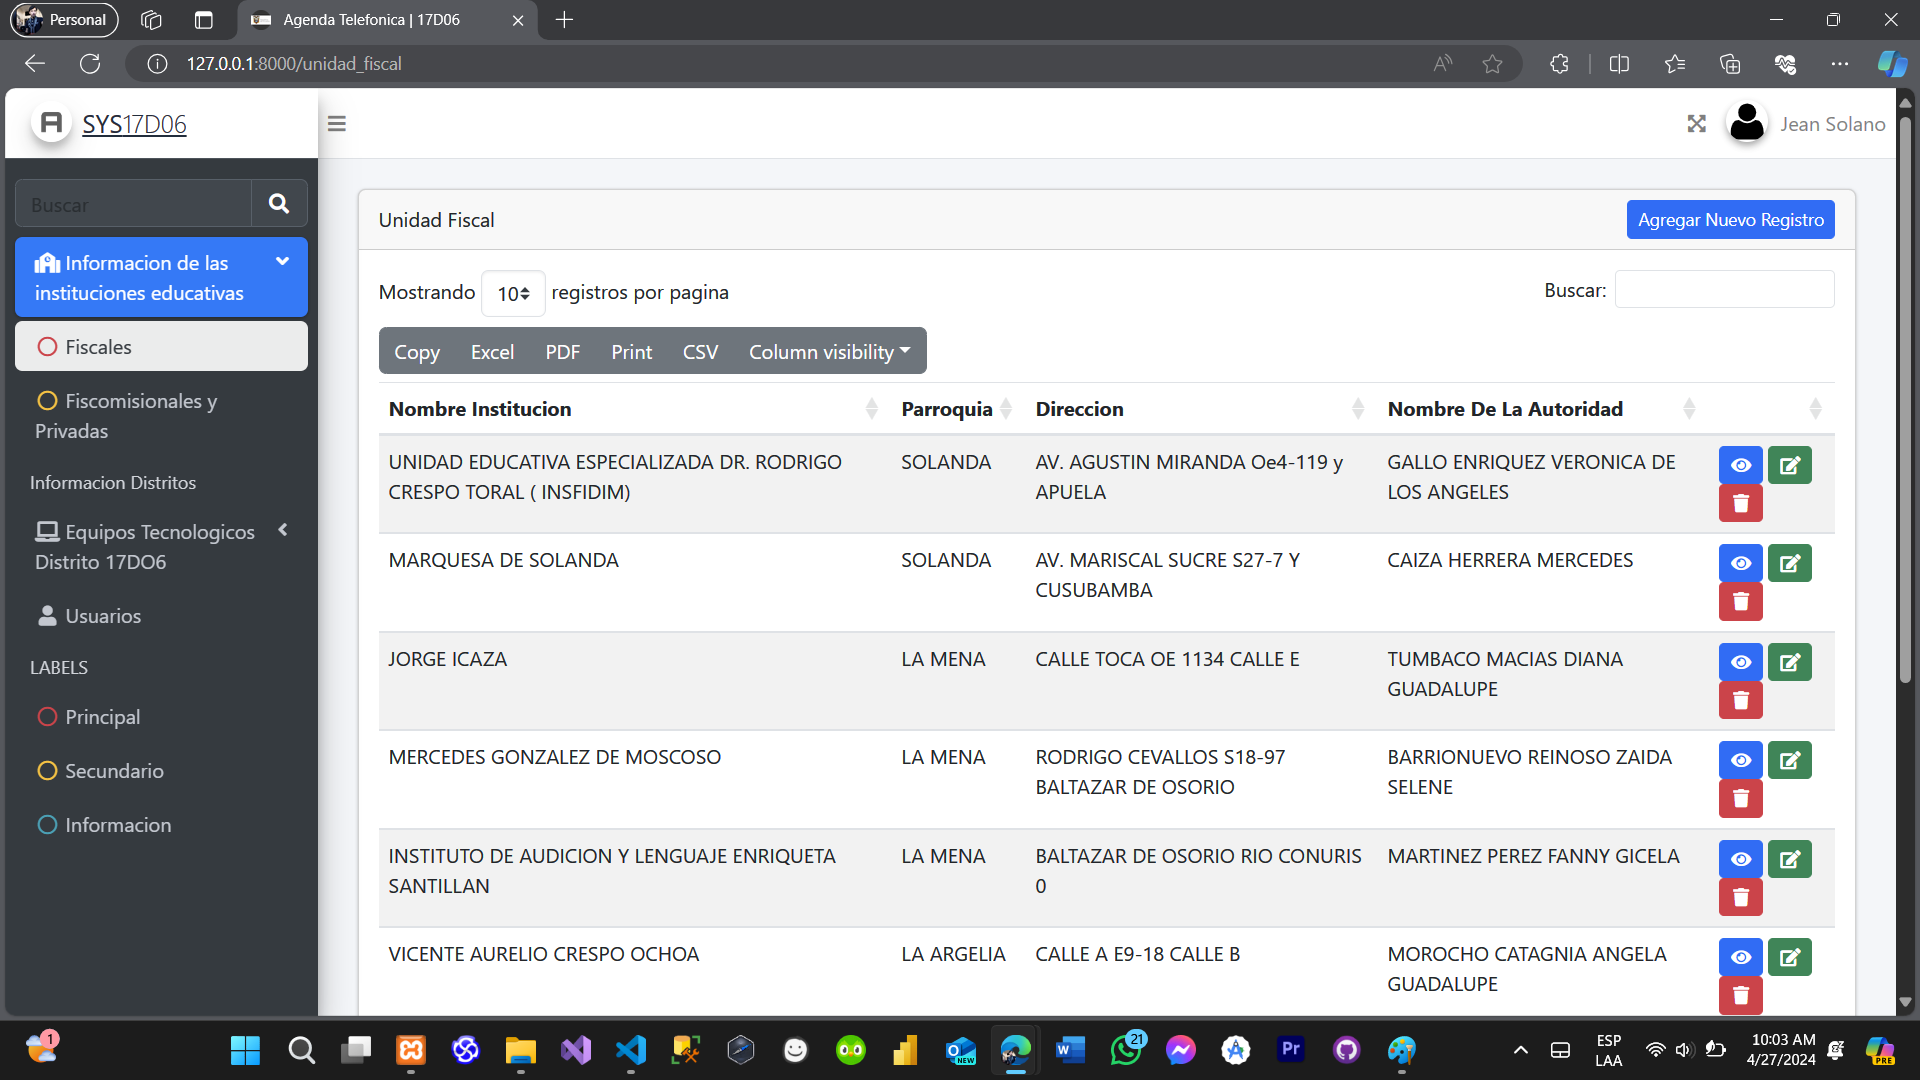 Personal
Agenda Telefonica | 17D06
127.0.0.1:8000/unidad_fiscal
SYS17D06
Jean Solano
Buscar
Informacion de las
instituciones educativas
Fiscales
Fiscomisionales y
Privadas
Informacion Distritos
Equipos Tecnologicos
Distrito 17DO6
Usuarios
LABELS
Principal
Secundario
Informacion
Unidad Fiscal
Agregar Nuevo Registro
Mostrando 10 registros por pagina
Buscar:
Copy Excel PDF Print CSV Column visibility
Nombre Institucion Parroquia Direccion Nombre De La Autoridad
UNIDAD EDUCATIVA ESPECIALIZADA DR. RODRIGO
CRESPO TORAL ( INSFIDIM)
SOLANDA
AV. AGUSTIN MIRANDA Oe4-119 y
APUELA
GALLO ENRIQUEZ VERONICA DE
LOS ANGELES
MARQUESA DE SOLANDA
SOLANDA
AV. MARISCAL SUCRE S27-7 Y
CUSUBAMBA
CAIZA HERRERA MERCEDES
JORGE ICAZA
LA MENA
CALLE TOCA OE 1134 CALLE E
TUMBACO MACIAS DIANA
GUADALUPE
MERCEDES GONZALEZ DE MOSCOSO
LA MENA
RODRIGO CEVALLOS S18-97
BALTAZAR DE OSORIO
BARRIONUEVO REINOSO ZAIDA
SELENE
INSTITUTO DE AUDICION Y LENGUAJE ENRIQUETA
SANTILLAN
LA MENA
BALTAZAR DE OSORIO RIO CONURIS
0
MARTINEZ PEREZ FANNY GICELA
VICENTE AURELIO CRESPO OCHOA
LA ARGELIA
CALLE A E9-18 CALLE B
MOROCHO CATAGNIA ANGELA
GUADALUPE
1
NEW
21
Pr
ESP
LAA
10:03 AM
4/27/2024
PRE